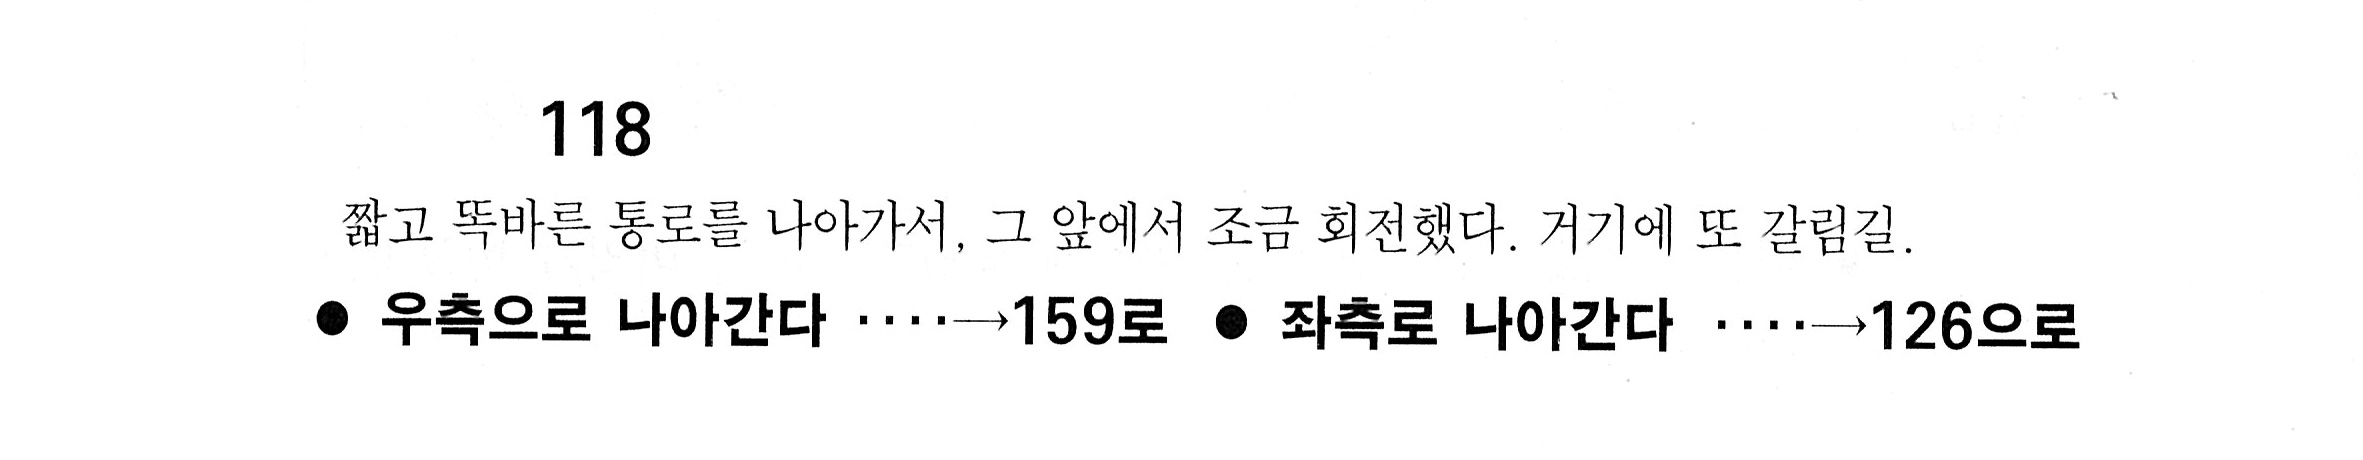 118
짧고 똑바른 통로를 나아가서, 그 앞에서 조금 회전했다. 거기에 또 갈림길.
● 우측으로 나아간다 ····→159로 ● 좌측로 나아간다 ····→126으로